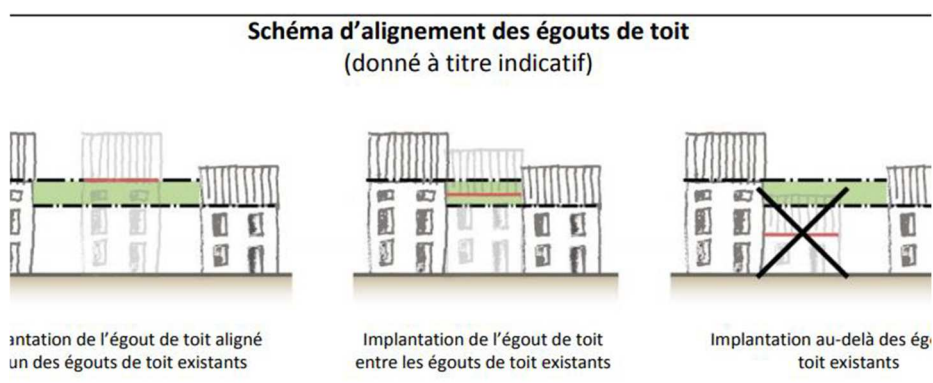 Schéma d'alignement des égouts de toit
(donné à titre indicatif)
de l'égout de toit aligné
un des égouts de toit existants
Implantation de l'égout de toit
entre les égouts de toit existants
Implantation au-delà des
toit existants